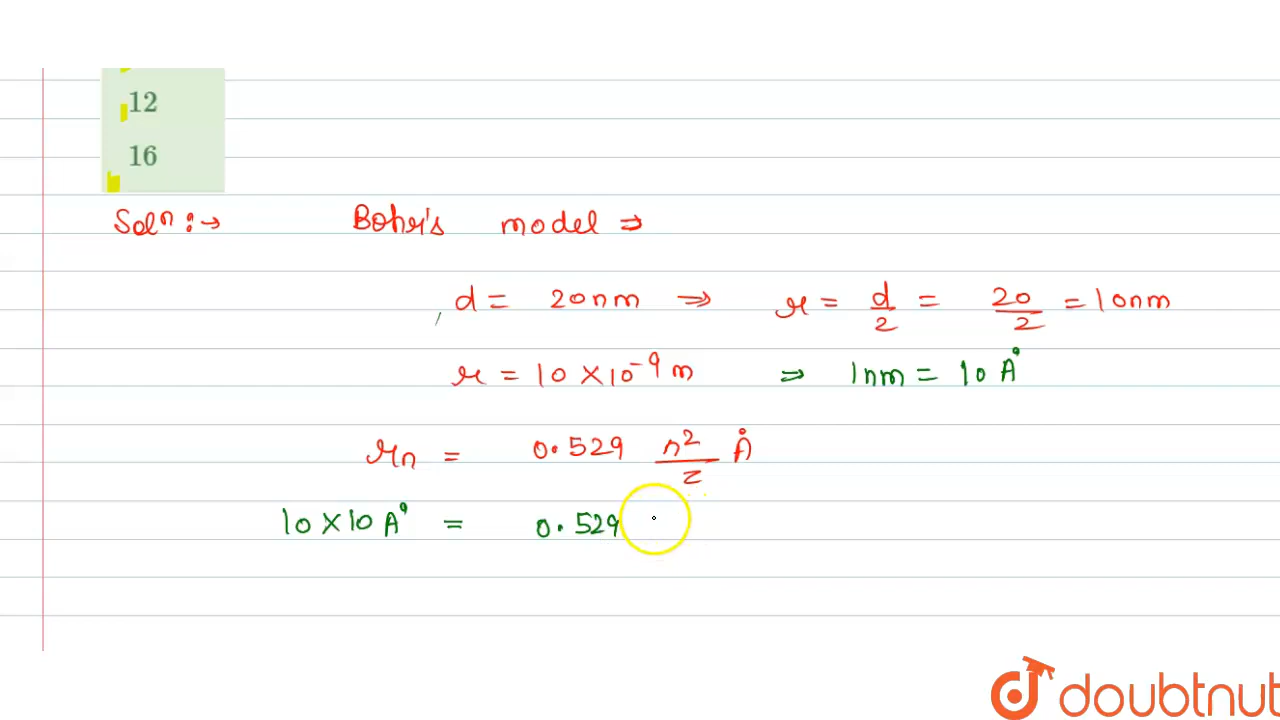 12
16
Solⁿ :→ Bohr's model ⇒
d = 20nm ⇒ r = d/2 = 20/2 = 10nm
r = 10 × 10⁻⁹ m ⇒ 1nm = 10 A°
rn = 0.529 n²/z Å
10 × 10 A° = 0.529
doubtnut